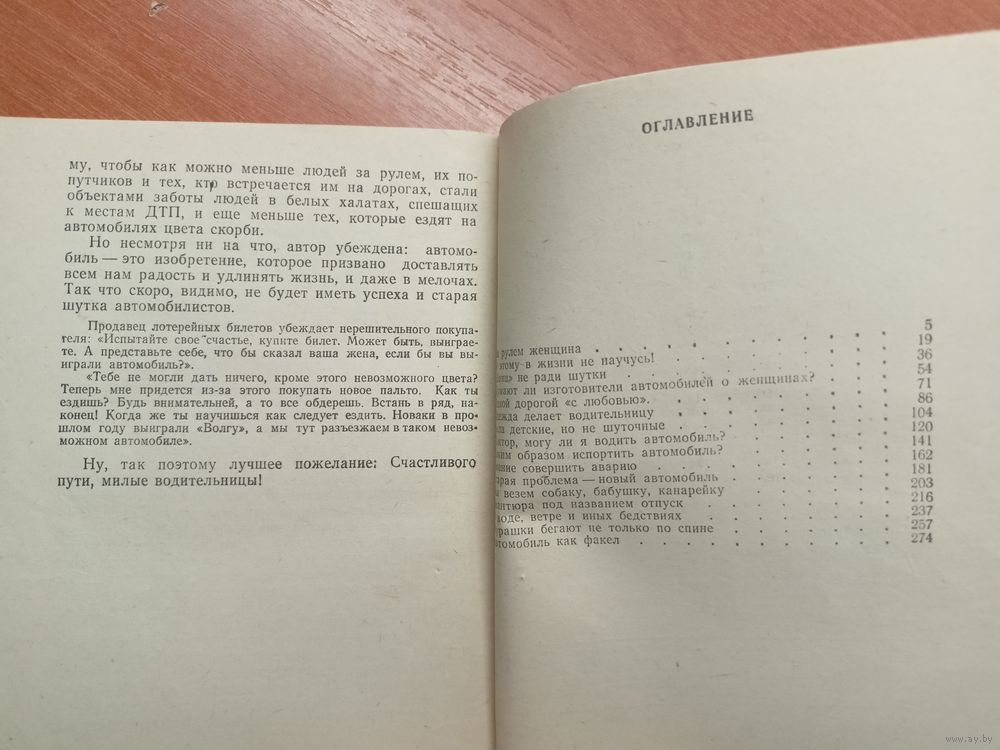 му, чтобы как можно меньше людей за рулем, их по-
путчиков и тех, кто встречается им на дорогах, стали
объектами заботы людей в белых халатах, спешащих
к местам ДТП, и еще меньше тех, которые ездят на
автомобилях цвета скорби.
Но несмотря ни на что, автор убеждена: автомо-
биль — это изобретение, которое призвано доставлять
всем нам радость и удлинять жизнь, и даже в мелочах.
Так что скоро, видимо, не будет иметь успеха и старая
шутка автомобилистов.
Продавец лотерейных билетов убеждает нерешительного покупа-
теля: «Испытайте свое счастье, купите билет. Может быть, выиграе-
те. А представьте себе, что бы сказал ваша жена, если бы вы вы-
играли автомобиль?».
«Тебе не могли дать ничего, кроме этого невозможного цвета?
Теперь мне придется из-за этого покупать новое пальто. Как ты
ездишь? Будь внимательней, а то все обдерешь. Встань в ряд, на-
конец! Когда же ты научишься как следует ездить. Новаки в про-
шлом году выиграли «Волгу», а мы тут разъезжаем в таком невоз-
можном автомобиле».
Ну, так поэтому лучшее пожелание: Счастливого
пути, милые водительницы!
ОГЛАВЛЕНИЕ
рулем женщина . . . . . . . . . 5
этому в жизни не научусь! . . . . . . . 19
не ради шутки . . . . . . . . 36
ли изготовители автомобилей о женщинах? . . 54
дорогой «с любовью». . . . . . . . 71
делает водительницу . . . . . . . 86
детские, но не шуточные . . . . . . 104
ктор, могу ли я водить автомобиль? . . . . . 120
ким образом испортить автомобиль? . . . . . 141
совершить аварию . . . . . . . 162
арая проблема — новый автомобиль . . . . . 181
везем собаку, бабушку, канарейку . . . . . 203
антюра под названием отпуск . . . . . . 216
воде, ветре и иных бедствиях . . . . . . 237
рашки бегают не только по спине . . . . . 257
томобиль как факел . . . . . . . . 274
www.ay.by